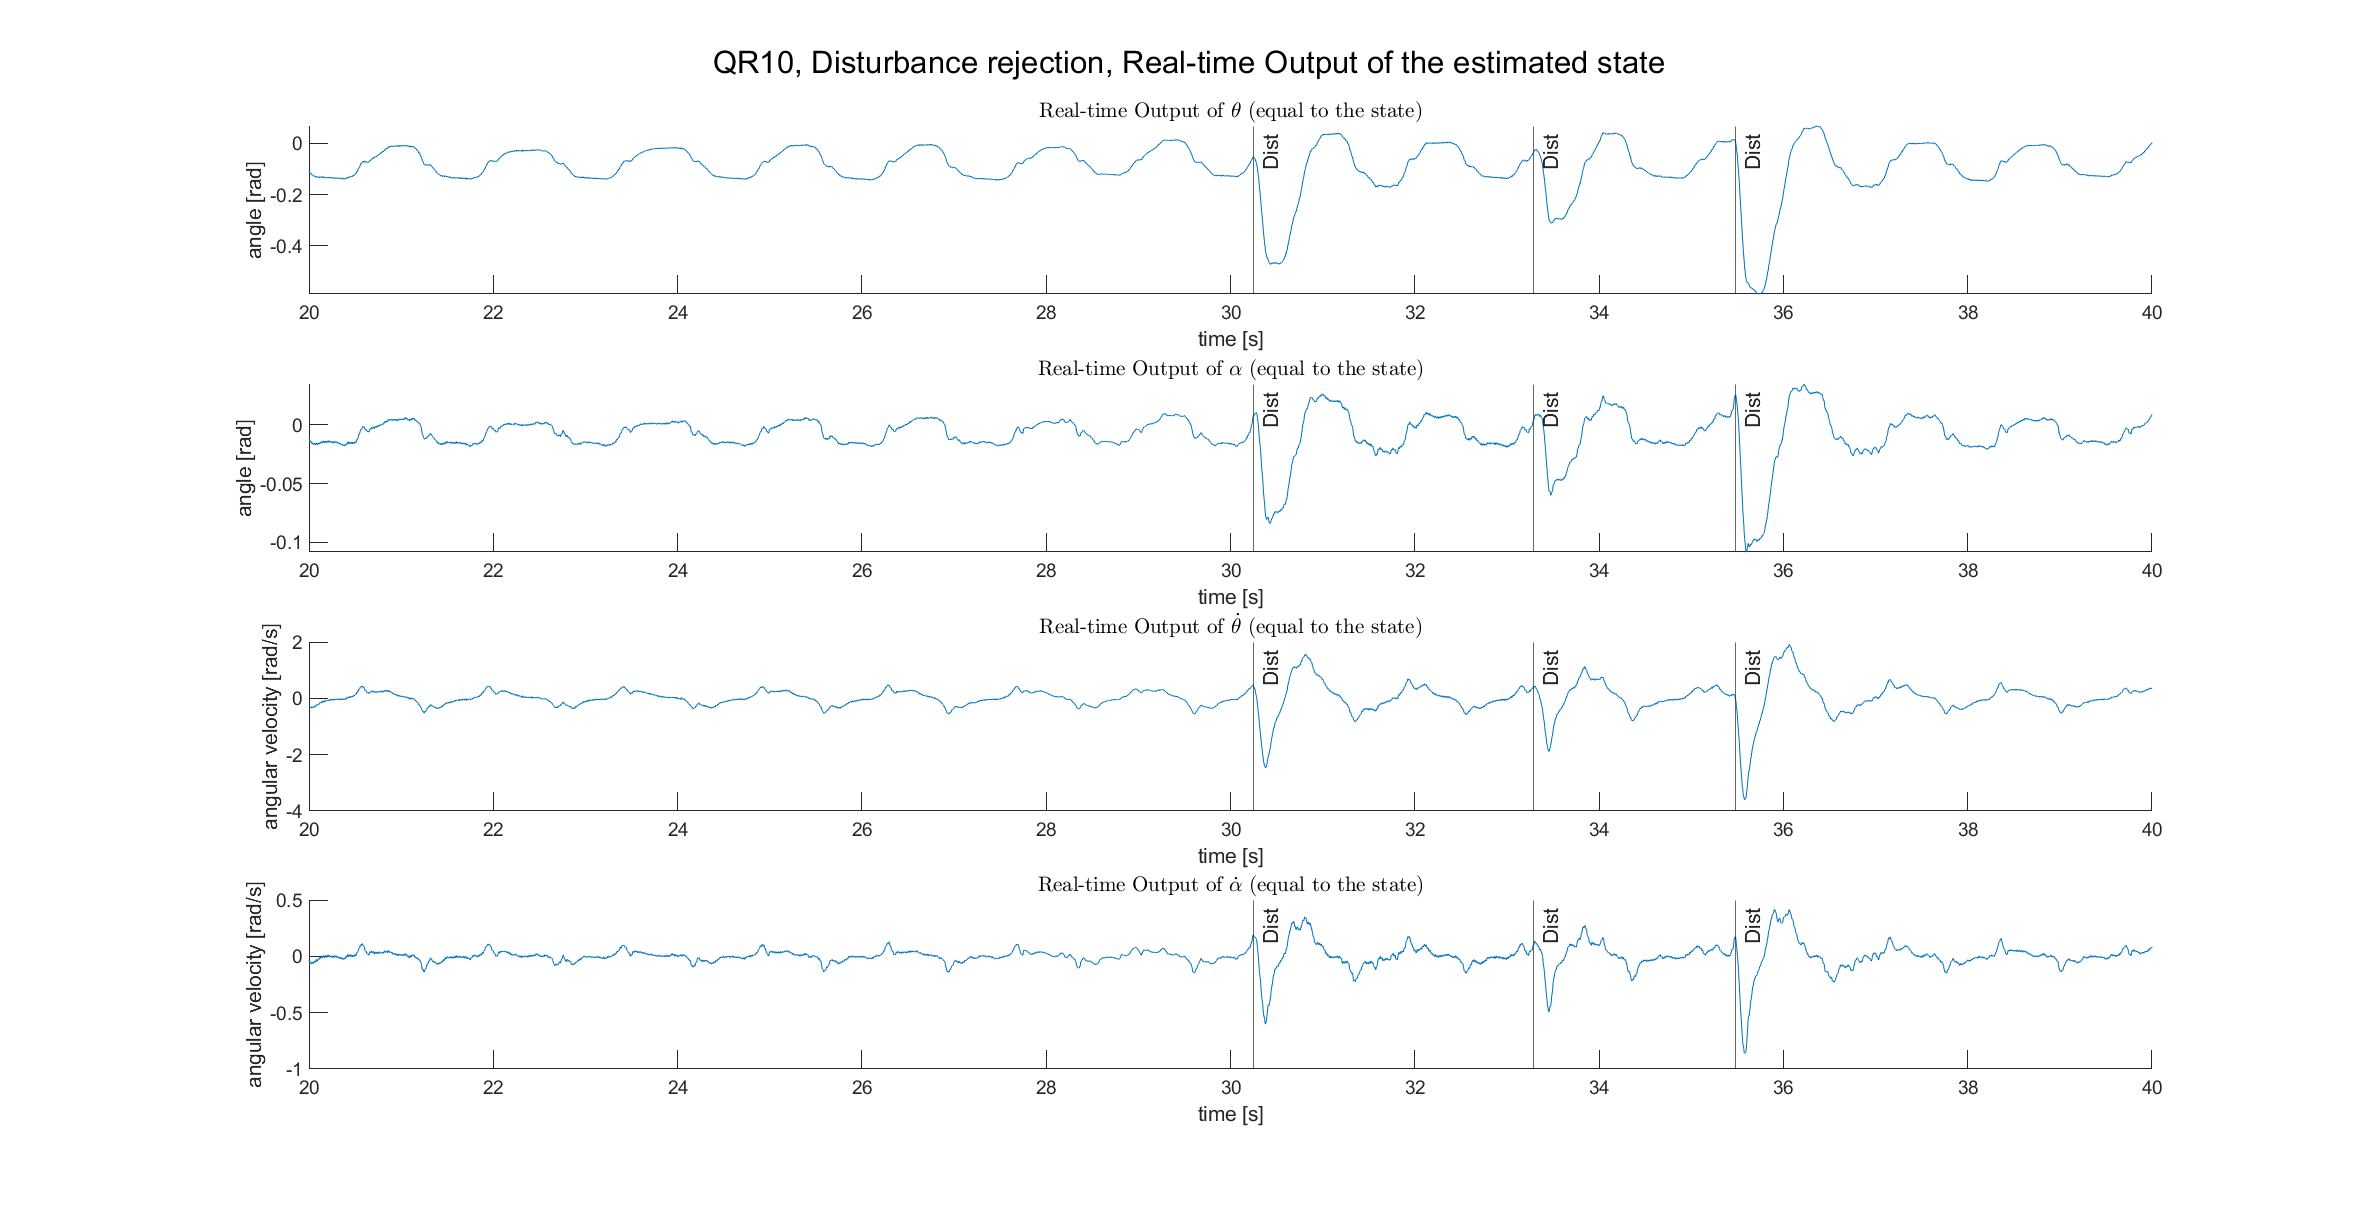 QR10, Disturbance rejection, Real-time Output of the estimated state
Real-time Output of θ (equal to the state)
angle [rad]
0
-0.2
-0.4
Dist
Dist
Dist
20 22 24 26 28 30 32 34 36 38 40
time [s]
Real-time Output of α (equal to the state)
angle [rad]
0
-0.05
-0.1
Dist
Dist
Dist
20 22 24 26 28 30 32 34 36 38 40
time [s]
Real-time Output of θ̇ (equal to the state)
angular velocity [rad/s]
2
0
-2
-4
Dist
Dist
Dist
20 22 24 26 28 30 32 34 36 38 40
time [s]
Real-time Output of α̇ (equal to the state)
angular velocity [rad/s]
0.5
0
-0.5
-1
Dist
Dist
Dist
20 22 24 26 28 30 32 34 36 38 40
time [s]